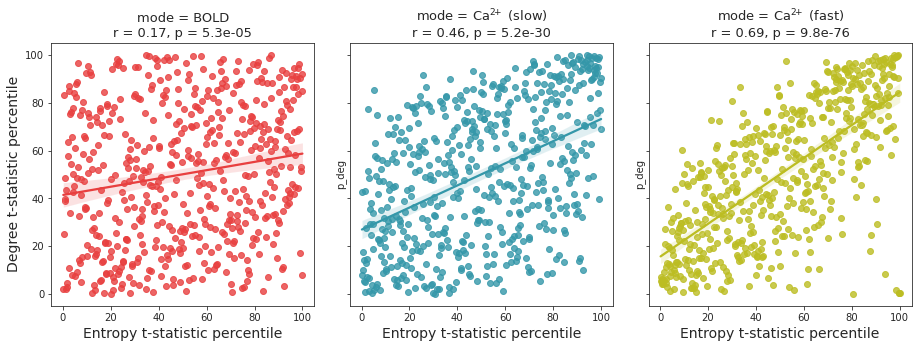 mode = BOLD
r = 0.17, p = 5.3e-05
mode = Ca²⁺ (slow)
r = 0.46, p = 5.2e-30
mode = Ca²⁺ (fast)
r = 0.69, p = 9.8e-76
Degree t-statistic percentile
100
80
60
40
20
0
0 20 40 60 80 100
Entropy t-statistic percentile
p_deg
0 20 40 60 80 100
Entropy t-statistic percentile
p_deg
0 20 40 60 80 100
Entropy t-statistic percentile